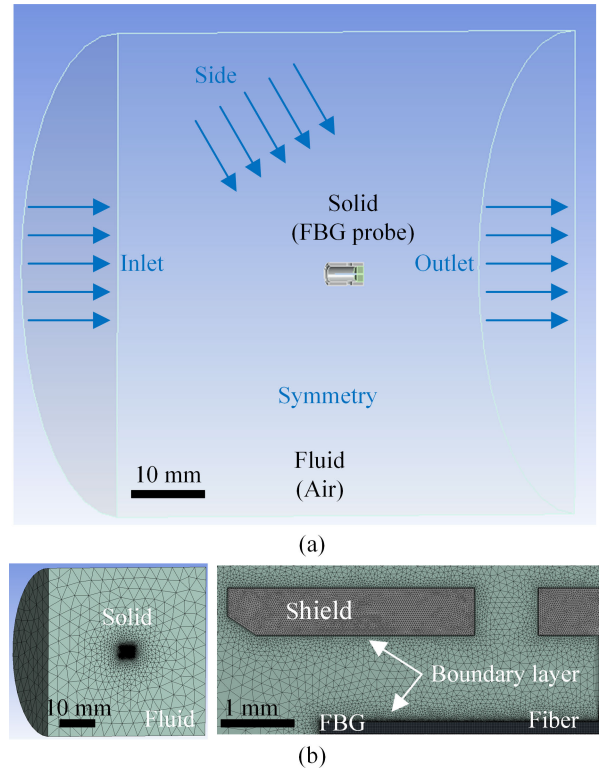 Side
Solid
(FBG probe)
Inlet
Outlet
Symmetry
Fluid
(Air)
10 mm
(a)
Solid
10 mm
Fluid
Shield
Boundary layer
1 mm
FBG
Fiber
(b)